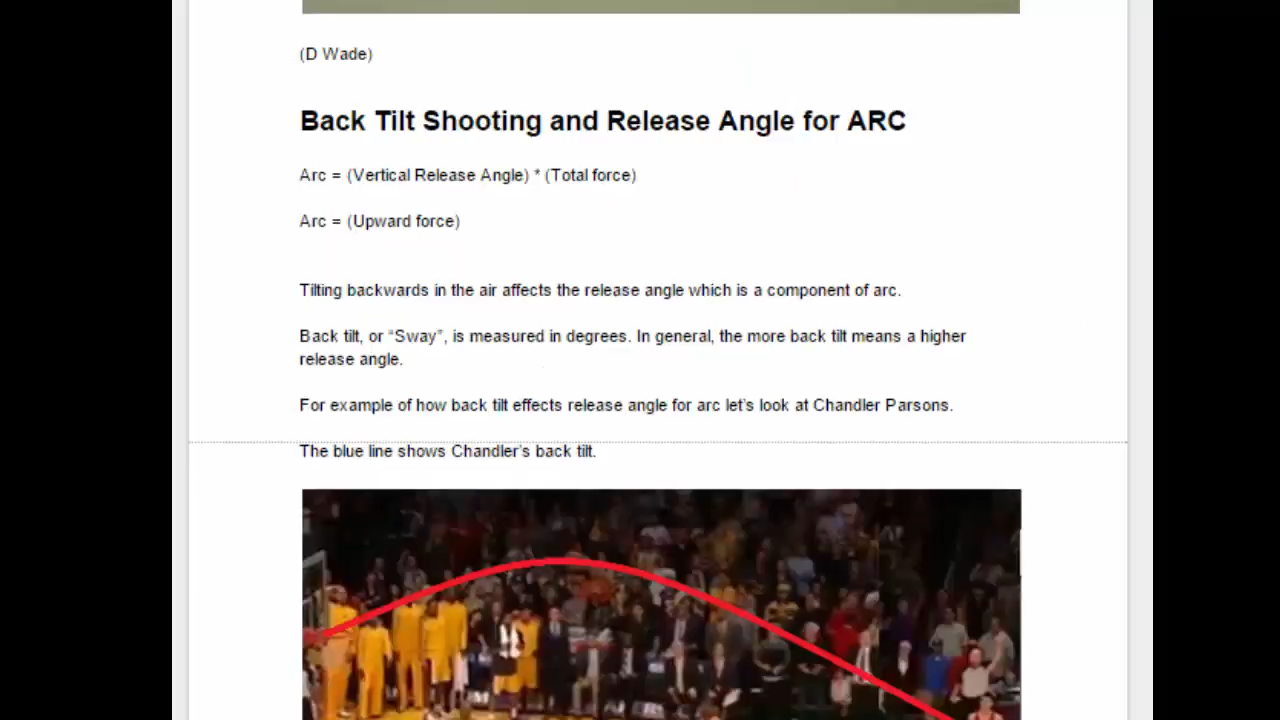 (D Wade)
Back Tilt Shooting and Release Angle for ARC
Arc = (Vertical Release Angle) * (Total force)
Arc = (Upward force)
Tilting backwards in the air affects the release angle which is a component of arc.
Back tilt, or “Sway”, is measured in degrees. In general, the more back tilt means a higher
release angle.
For example of how back tilt effects release angle for arc let’s look at Chandler Parsons.
The blue line shows Chandler’s back tilt.